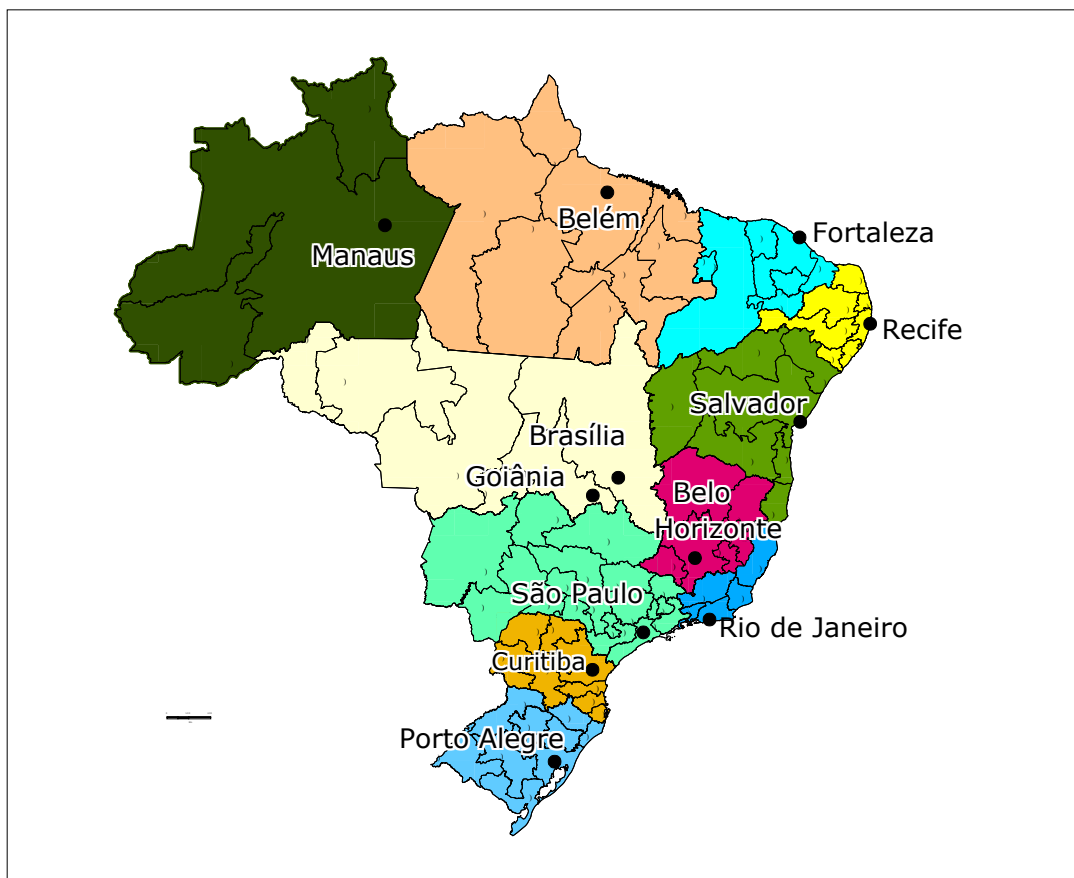 Belém
Fortaleza
Manaus
Recife
Salvador
Brasília
Goiânia
Belo
Horizonte
São Paulo
Rio de Janeiro
Curitiba
Porto Alegre